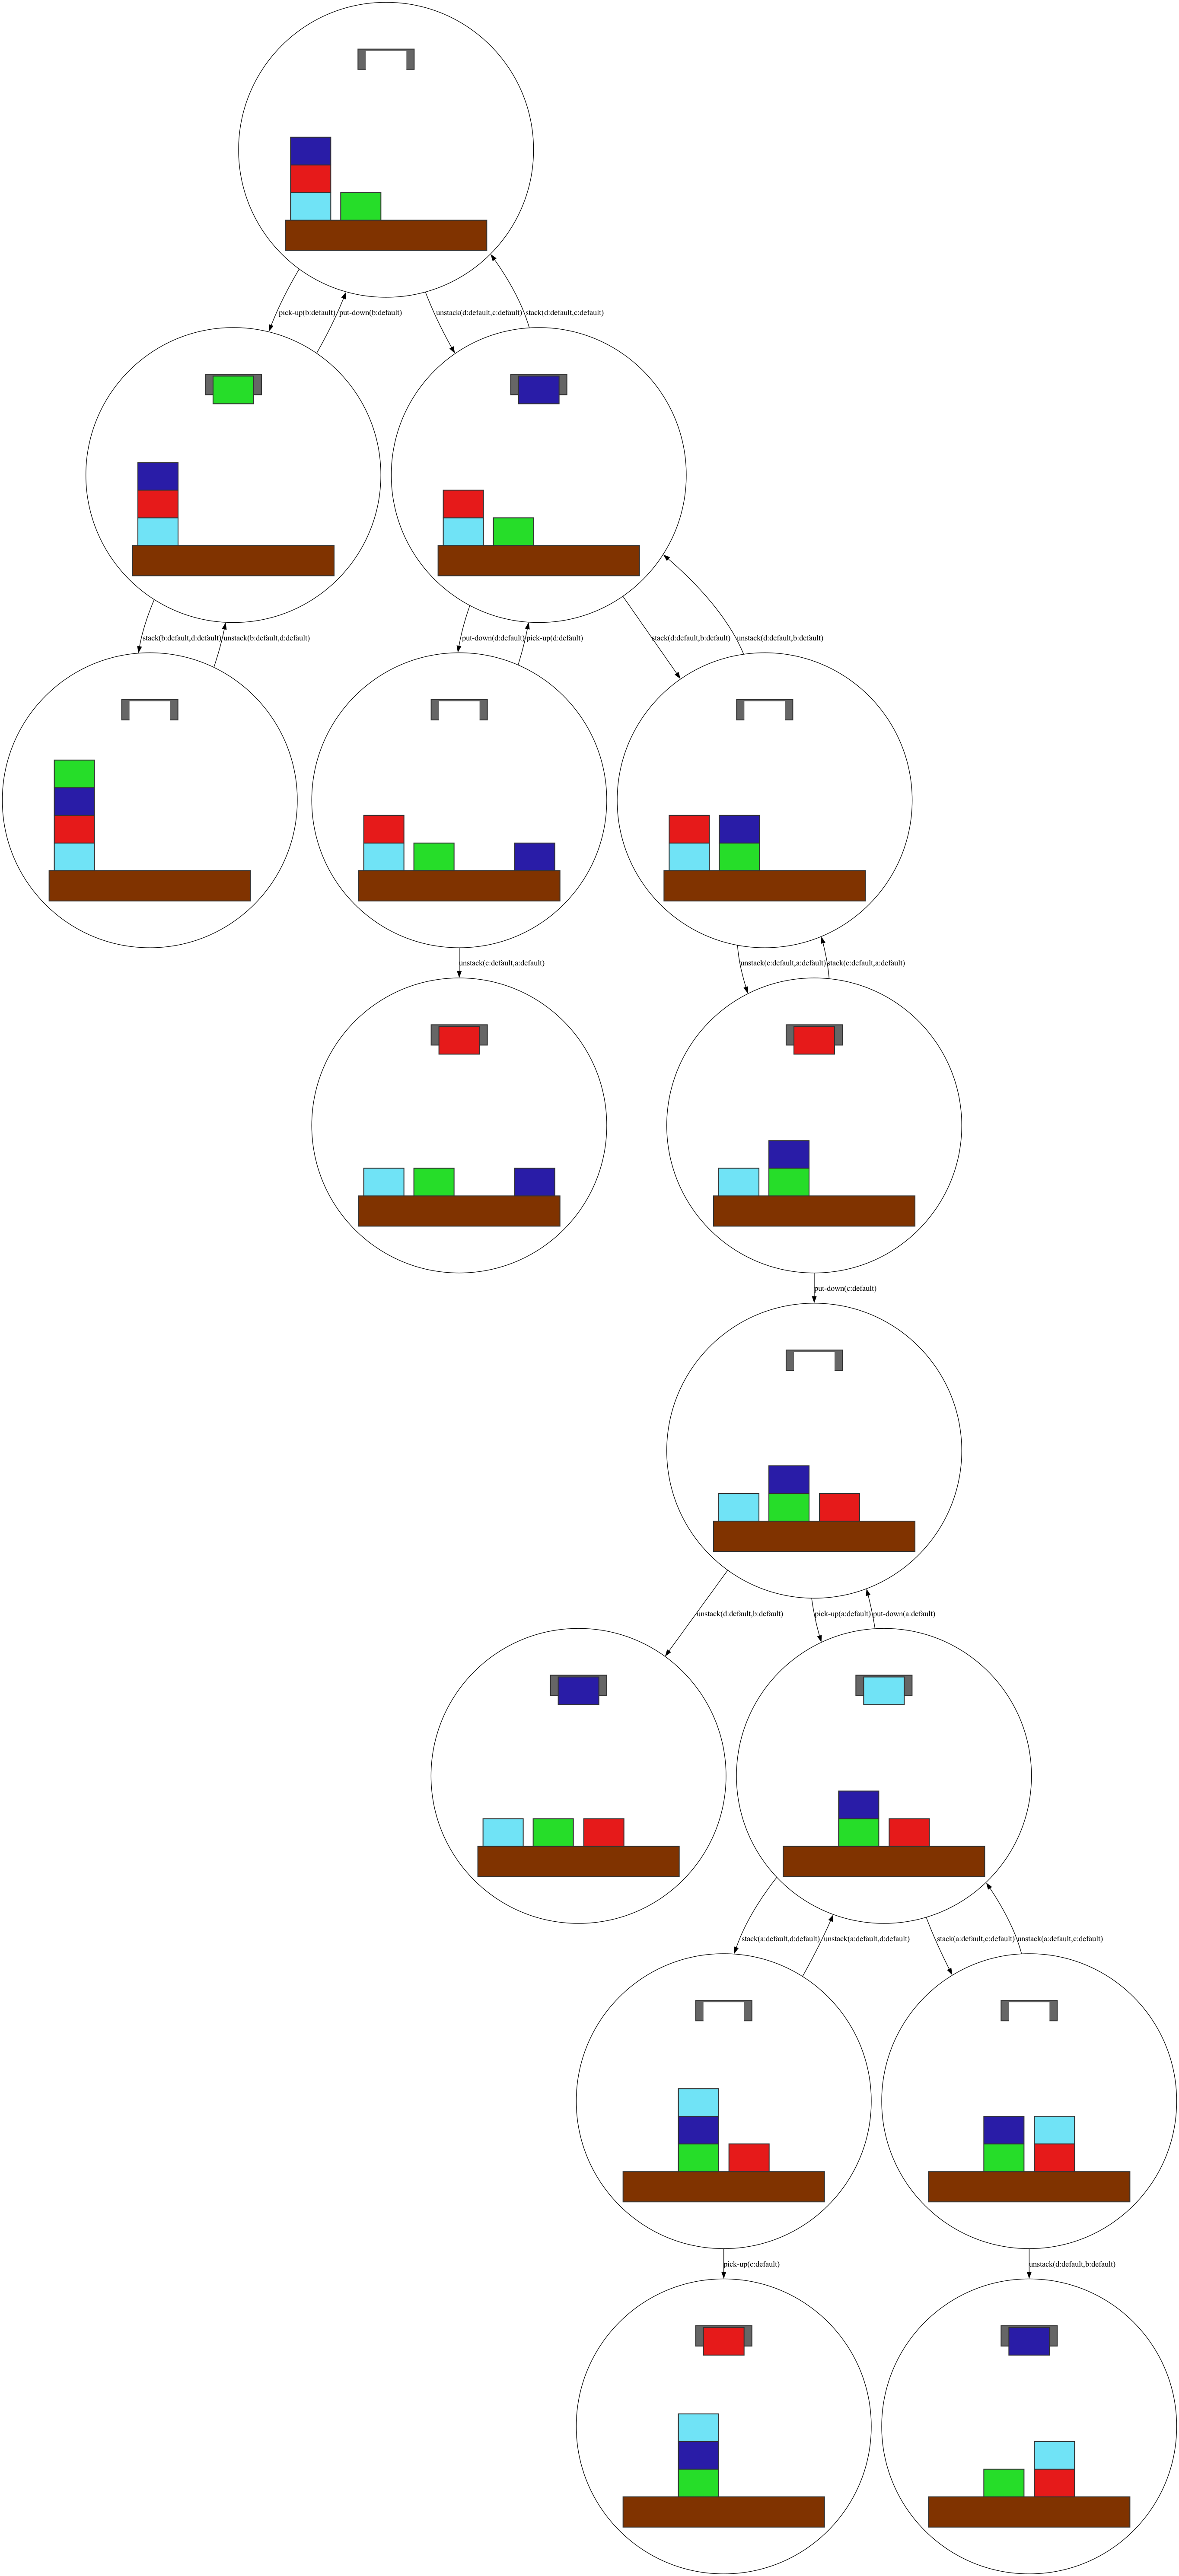 pick-up(b:default)
put-down(b:default)
unstack(d:default,c:default)
stack(d:default,c:default)
stack(b:default,d:default)
unstack(b:default,d:default)
put-down(d:default)
pick-up(d:default)
stack(d:default,b:default)
unstack(d:default,b:default)
unstack(c:default,a:default)
unstack(c:default,a:default)
stack(c:default,a:default)
put-down(c:default)
unstack(d:default,b:default)
pick-up(a:default)
put-down(a:default)
stack(a:default,d:default)
unstack(a:default,d:default)
stack(a:default,c:default)
unstack(a:default,c:default)
pick-up(c:default)
unstack(d:default,b:default)